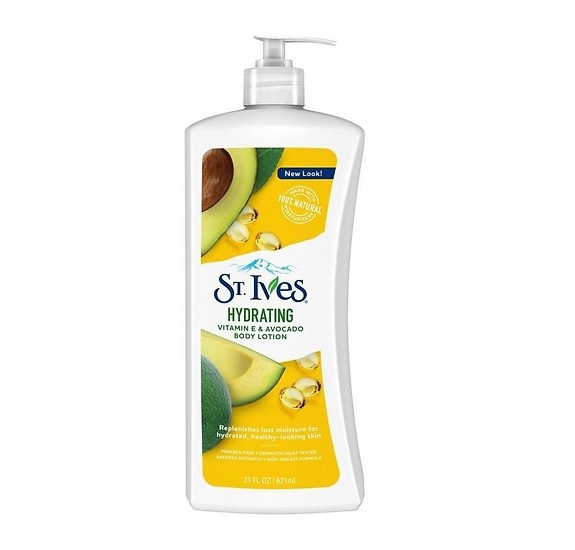 New Look!
MADE WITH
100% NATURAL
MOISTURIZERS
ST. IVES®
HYDRATING
VITAMIN E & AVOCADO
BODY LOTION
Replenishes lost moisture for
hydrated, healthy-looking skin
PARABEN FREE • DERMATOLOGIST TESTED
ABSORBS INSTANTLY • NON-GREASY FORMULA
21 FL OZ | 621mL